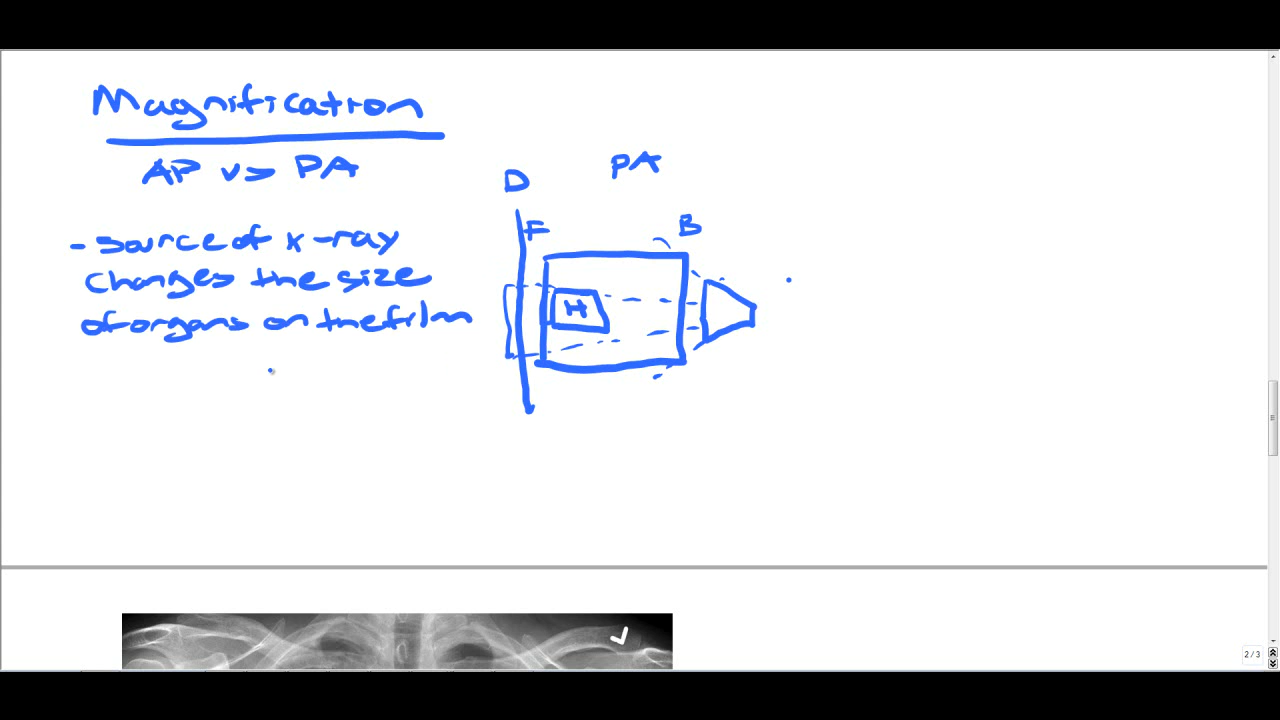 Magnification
AP vs PA
- source of x-ray
changes the size
of organs on the film
PA
D
F
B
H
2 / 3